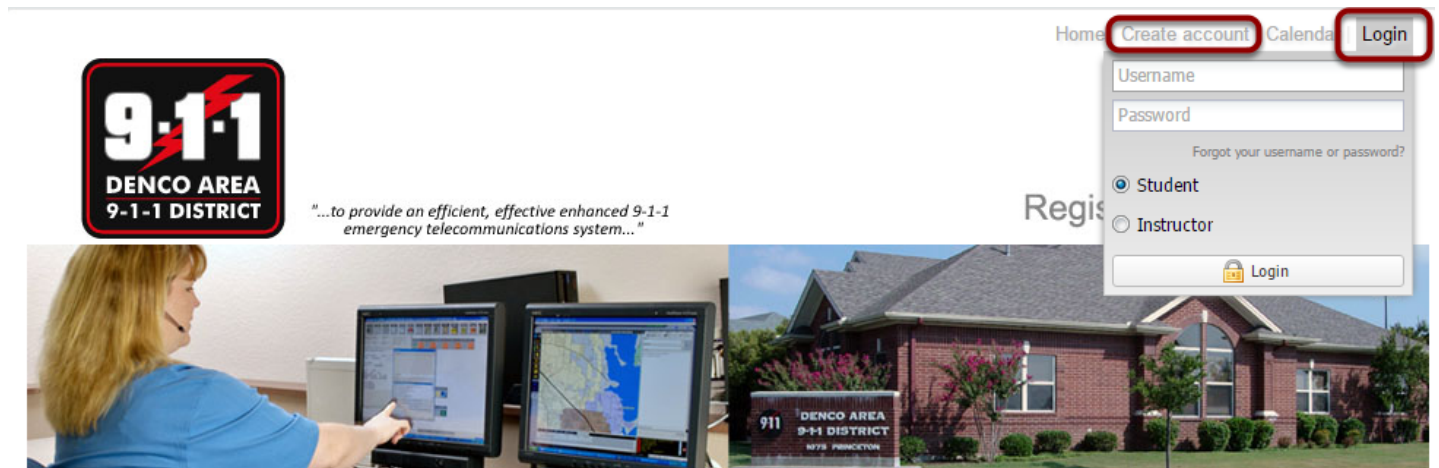 Home Create account Calenda Login
Username
Password
Forgot your username or password?
Student
Instructor
Login
9-1-1
DENCO AREA
9-1-1 DISTRICT
"...to provide an efficient, effective enhanced 9-1-1
emergency telecommunications system..."
Regis
911
DENCO AREA
9-1-1 DISTRICT
1075 PRINCETON